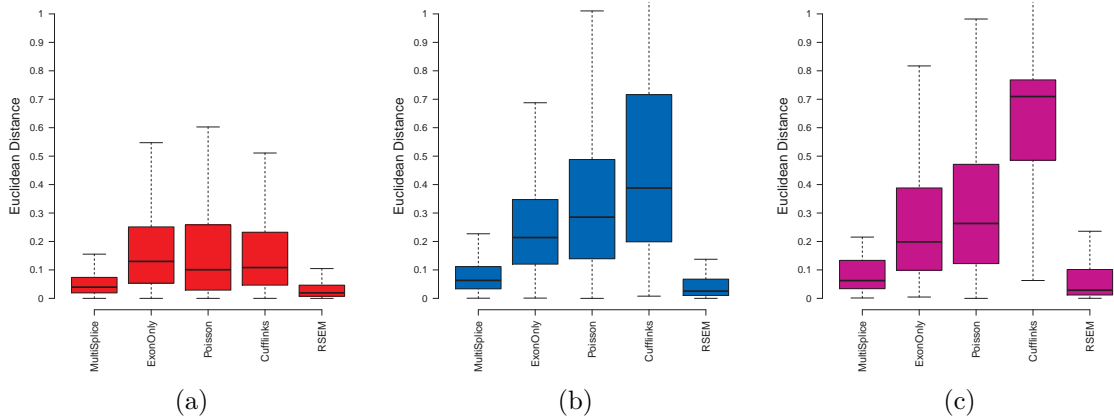 Euclidean Distance
1
0.9
0.8
0.7
0.6
0.5
0.4
0.3
0.2
0.1
0
MultiSplice
ExonOnly
Poisson
Cufflinks
RSEM
(a)
Euclidean Distance
1
0.9
0.8
0.7
0.6
0.5
0.4
0.3
0.2
0.1
0
MultiSplice
ExonOnly
Poisson
Cufflinks
RSEM
(b)
Euclidean Distance
1
0.9
0.8
0.7
0.6
0.5
0.4
0.3
0.2
0.1
0
MultiSplice
ExonOnly
Poisson
Cufflinks
RSEM
(c)